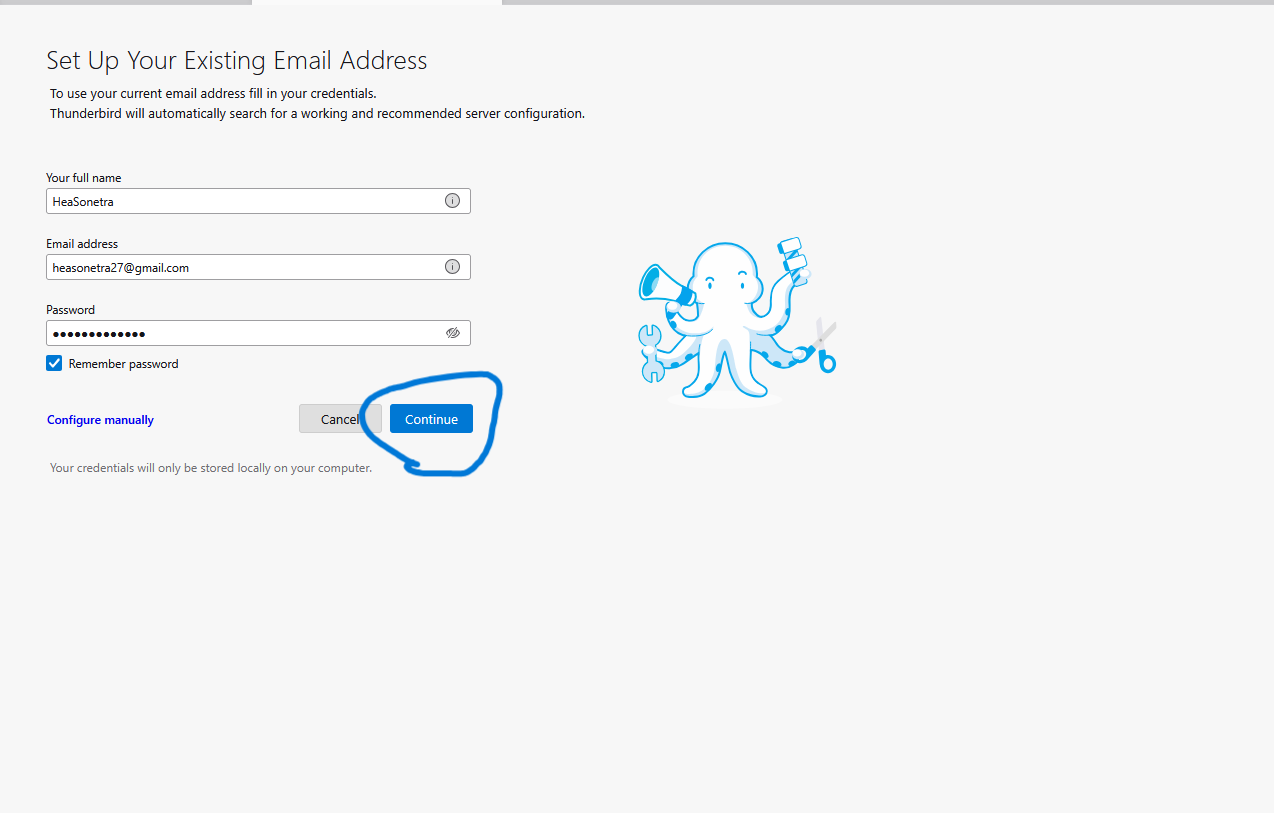 Set Up Your Existing Email Address
To use your current email address fill in your credentials.
Thunderbird will automatically search for a working and recommended server configuration.
Your full name
HeaSonetra
Email address
heasonetra27@gmail.com
Password
●●●●●●●●●●●●●
Remember password
Configure manually
Cancel
Continue
Your credentials will only be stored locally on your computer.